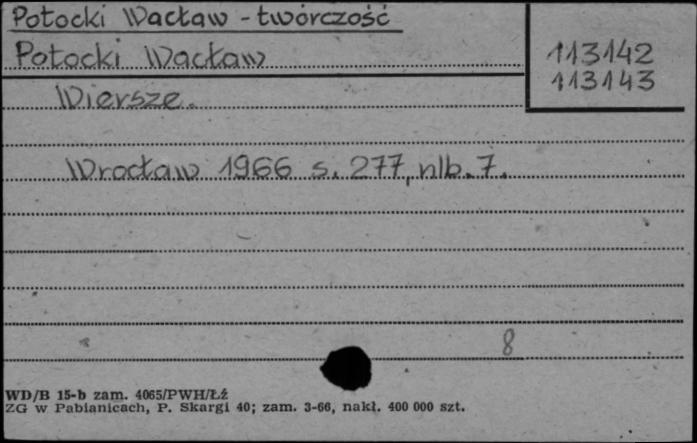 Potocki Wacław - twórczość
Potocki Wacław
113142
113143
Wiersze.
Wrocław 1966 s. 277, nlb. 7.
8
WD/B 15-b zam. 4065/PWH/Łź
ZG w Pabianicach, P. Skargi 40; zam. 3-66, nakł. 400 000 szt.